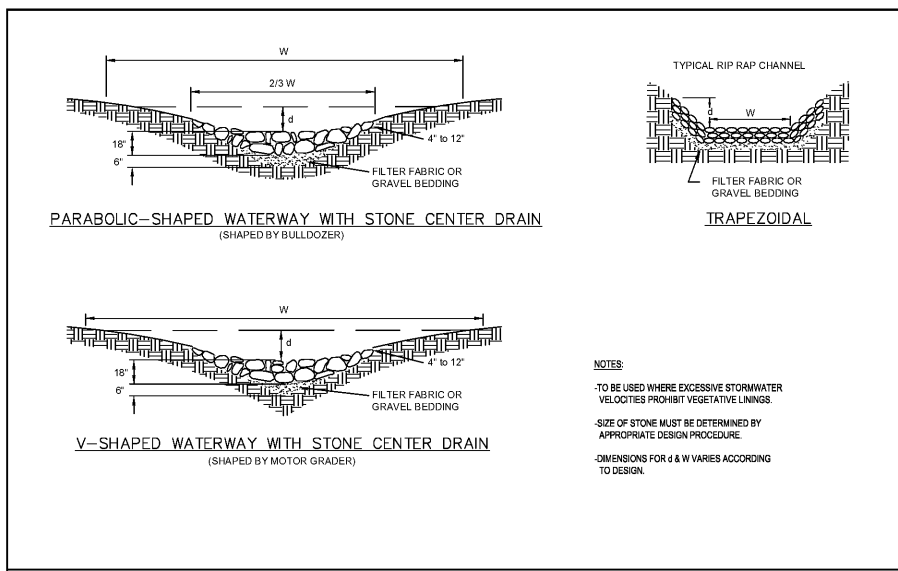 W
2/3 W
d
4" to 12"
18"
6"
FILTER FABRIC OR
GRAVEL BEDDING
PARABOLIC-SHAPED WATERWAY WITH STONE CENTER DRAIN
(SHAPED BY BULLDOZER)
TYPICAL RIP RAP CHANNEL
d
W
FILTER FABRIC OR
GRAVEL BEDDING
TRAPEZOIDAL
W
d
4" to 12"
18"
6"
FILTER FABRIC OR
GRAVEL BEDDING
V-SHAPED WATERWAY WITH STONE CENTER DRAIN
(SHAPED BY MOTOR GRADER)
NOTES:
-TO BE USED WHERE EXCESSIVE STORMWATER
VELOCITIES PROHIBIT VEGETATIVE LININGS.
-SIZE OF STONE MUST BE DETERMINED BY
APPROPRIATE DESIGN PROCEDURE.
-DIMENSIONS FOR d & W VARIES ACCORDING
TO DESIGN.